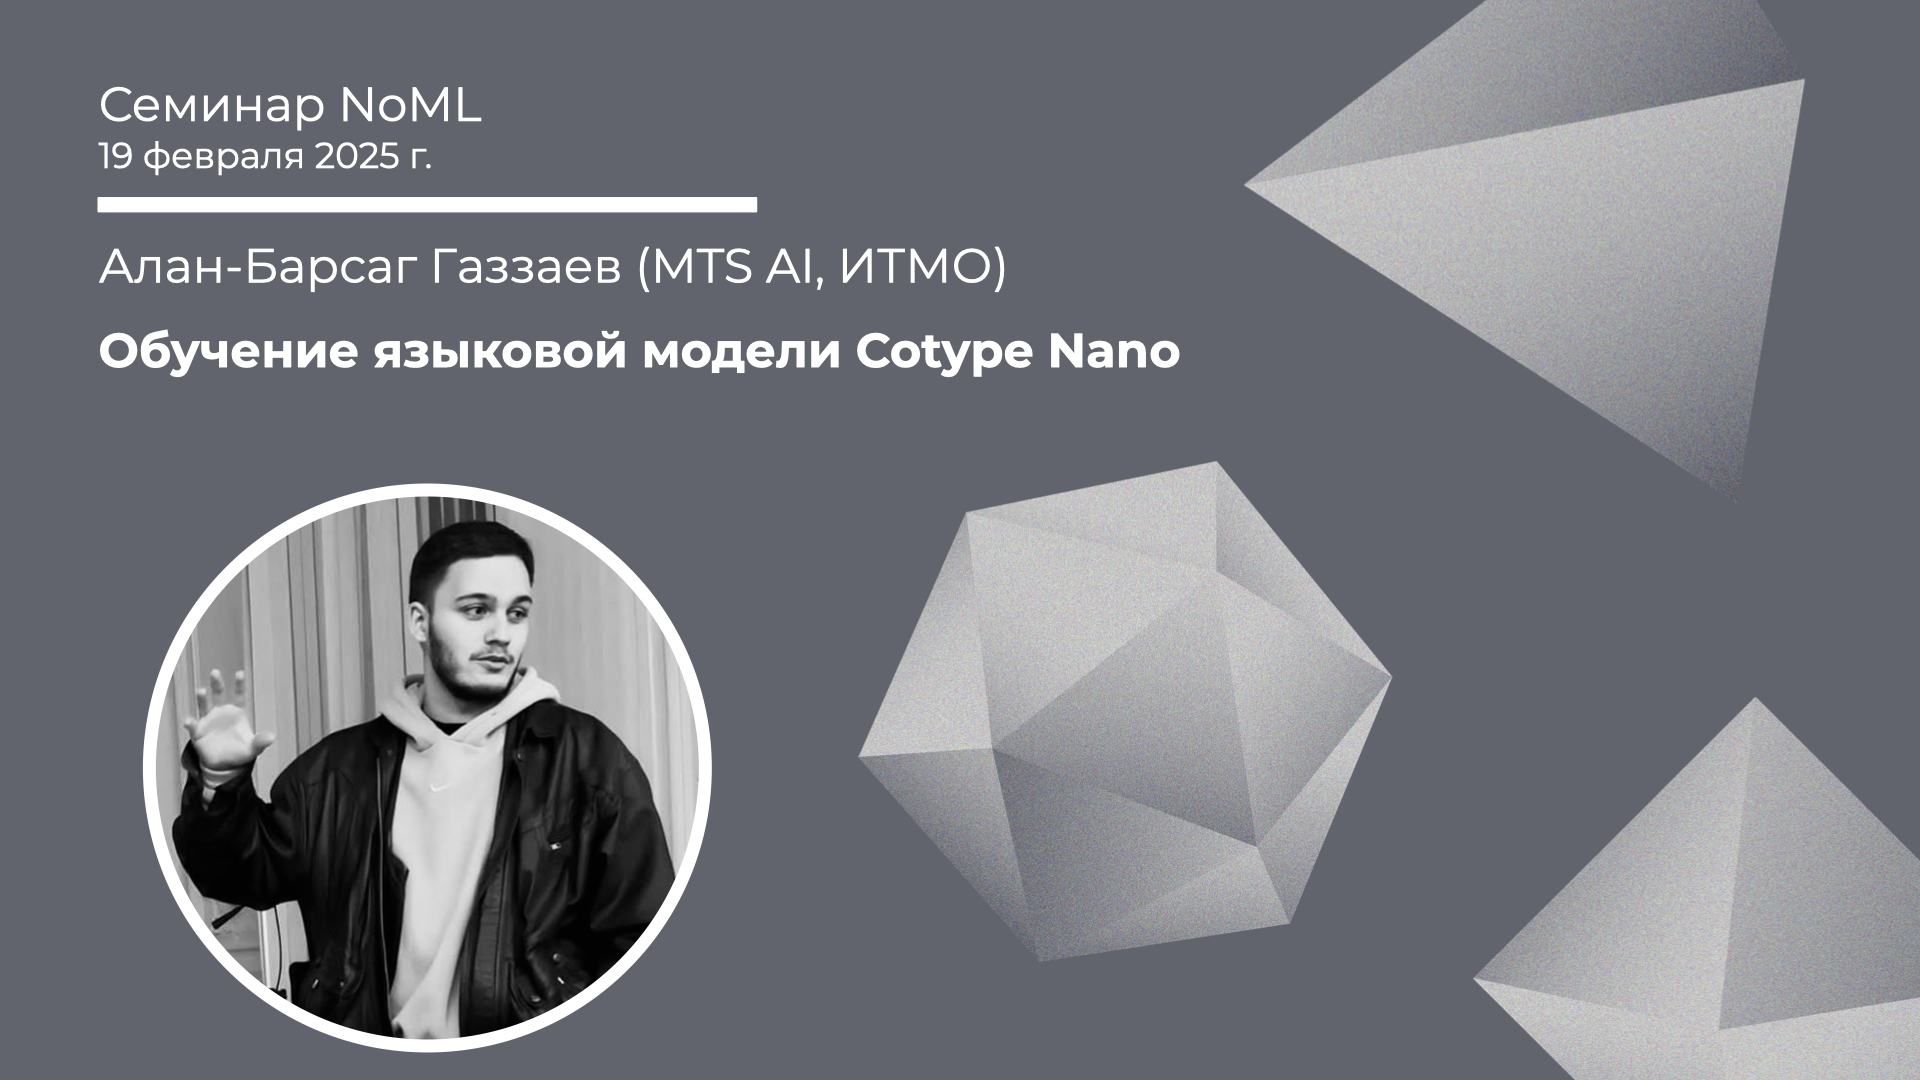 Семинар NoML
19 февраля 2025 г.
Алан-Барсаг Газзаев (MTS AI, ИТМО)
Обучение языковой модели Cotype Nano